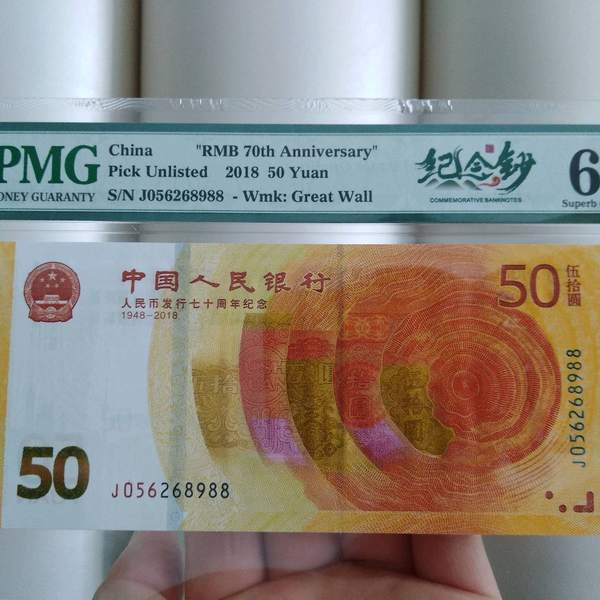 PMG
ONEY GUARANTY
China "RMB 70th Anniversary"
Pick Unlisted 2018 50 Yuan
S/N J056268988 - Wmk: Great Wall
纪念钞
COMMEMORATIVE BANKNOTES
6
Superb
中国人民银行
人民币发行七十周年纪念
1948-2018
50
伍拾圆
J056268988
50
J056268988